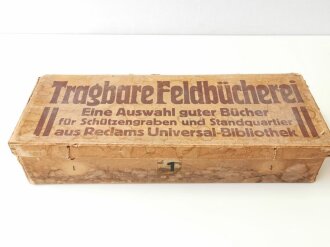 Tragbare Feldbücherei
Eine Auswahl guter Bücher
für Schützengraben und Standquartier
aus Reclams Universal-Bibliothek